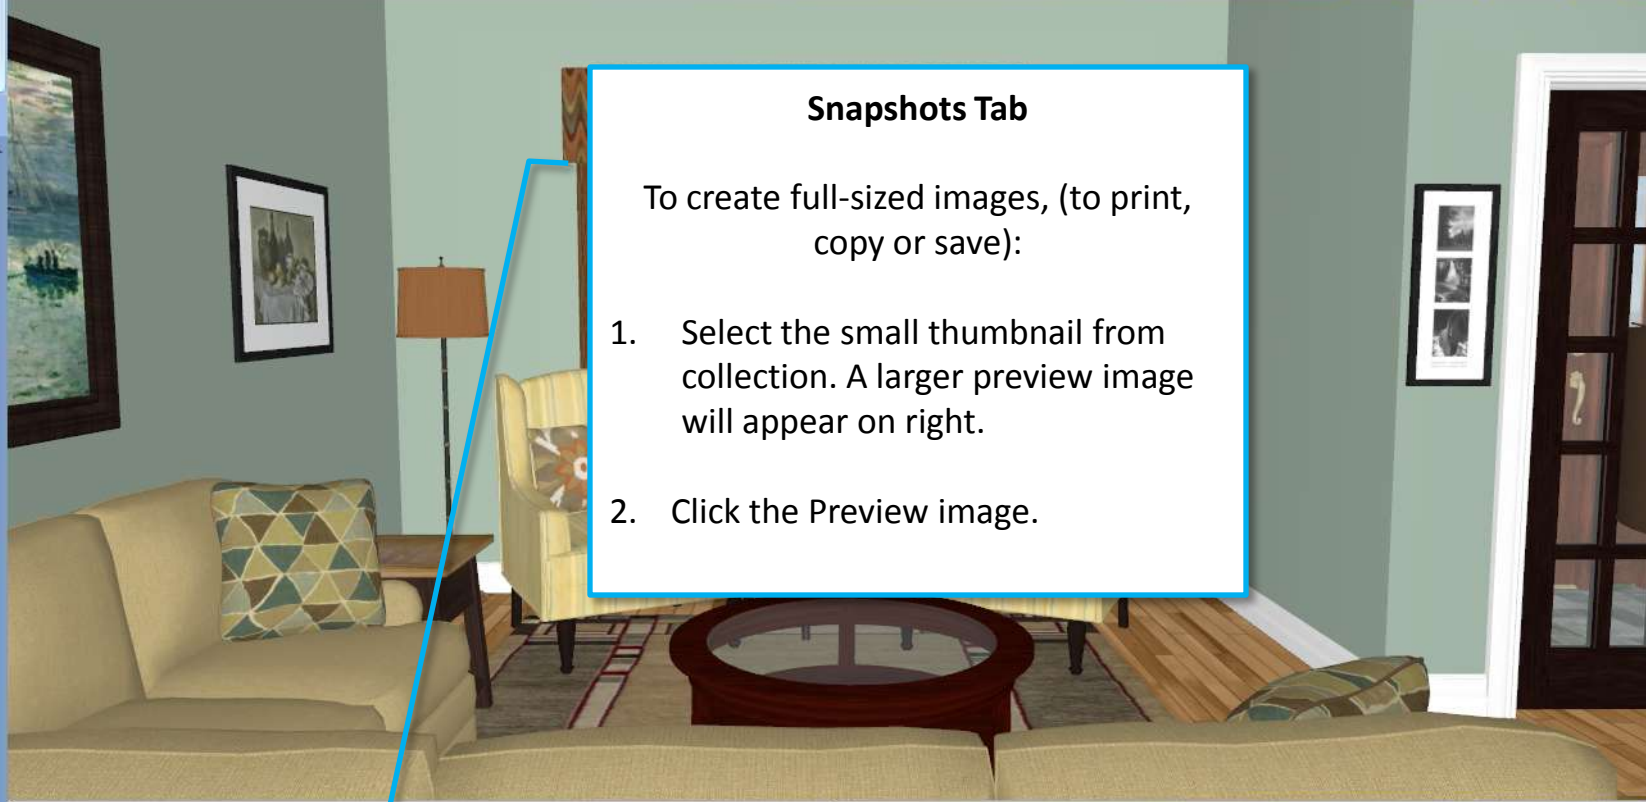 Snapshots Tab
To create full-sized images, (to print,
copy or save):
1. Select the small thumbnail from
collection. A larger preview image
will appear on right.
2. Click the Preview image.